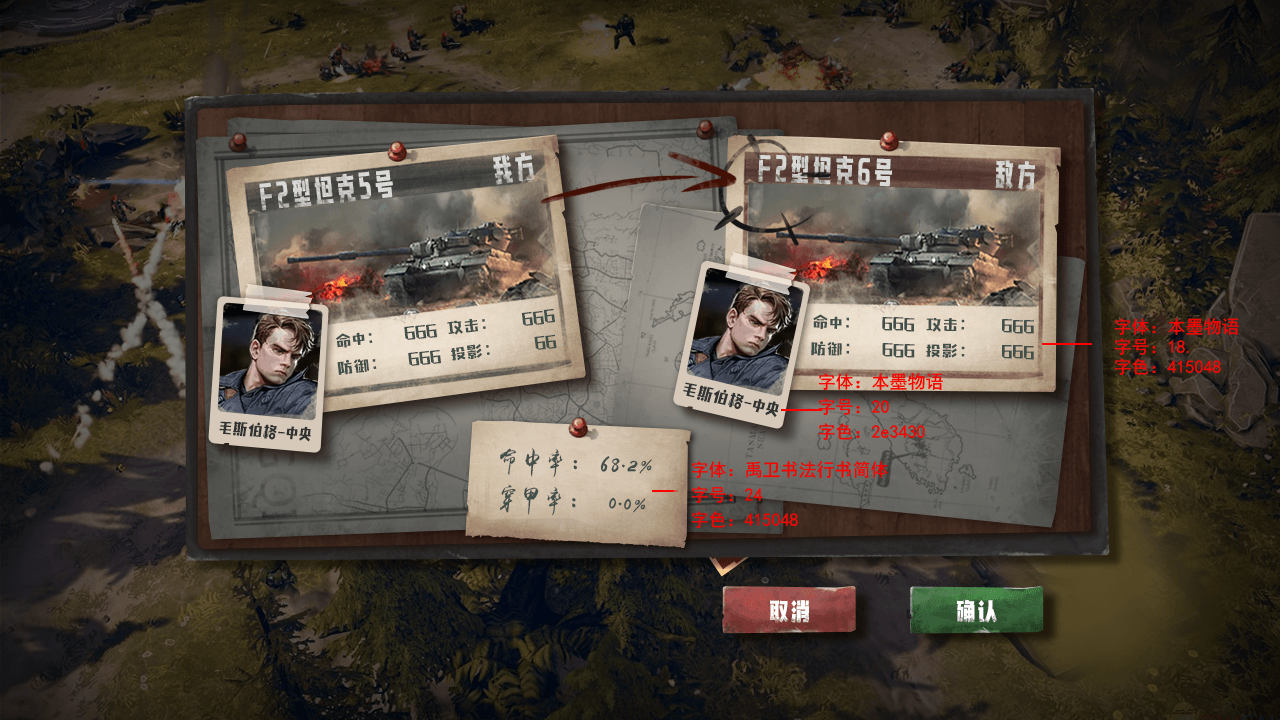 F2型坦克5号
我方
命中: 666 攻击: 666
防御: 666 投影: 66
毛斯伯格-中央
F2型坦克6号
敌方
命中: 666 攻击: 666
防御: 666 投影: 666
毛斯伯格-中央
字体：本墨物语
字号：18
字色：415048
字体：本墨物语
字号：20
字色：2e3430
命中率： 68.2%
穿甲率： 0.0%
字体：禹卫书法行书简体
字号：24
字色：415048
取消
确认